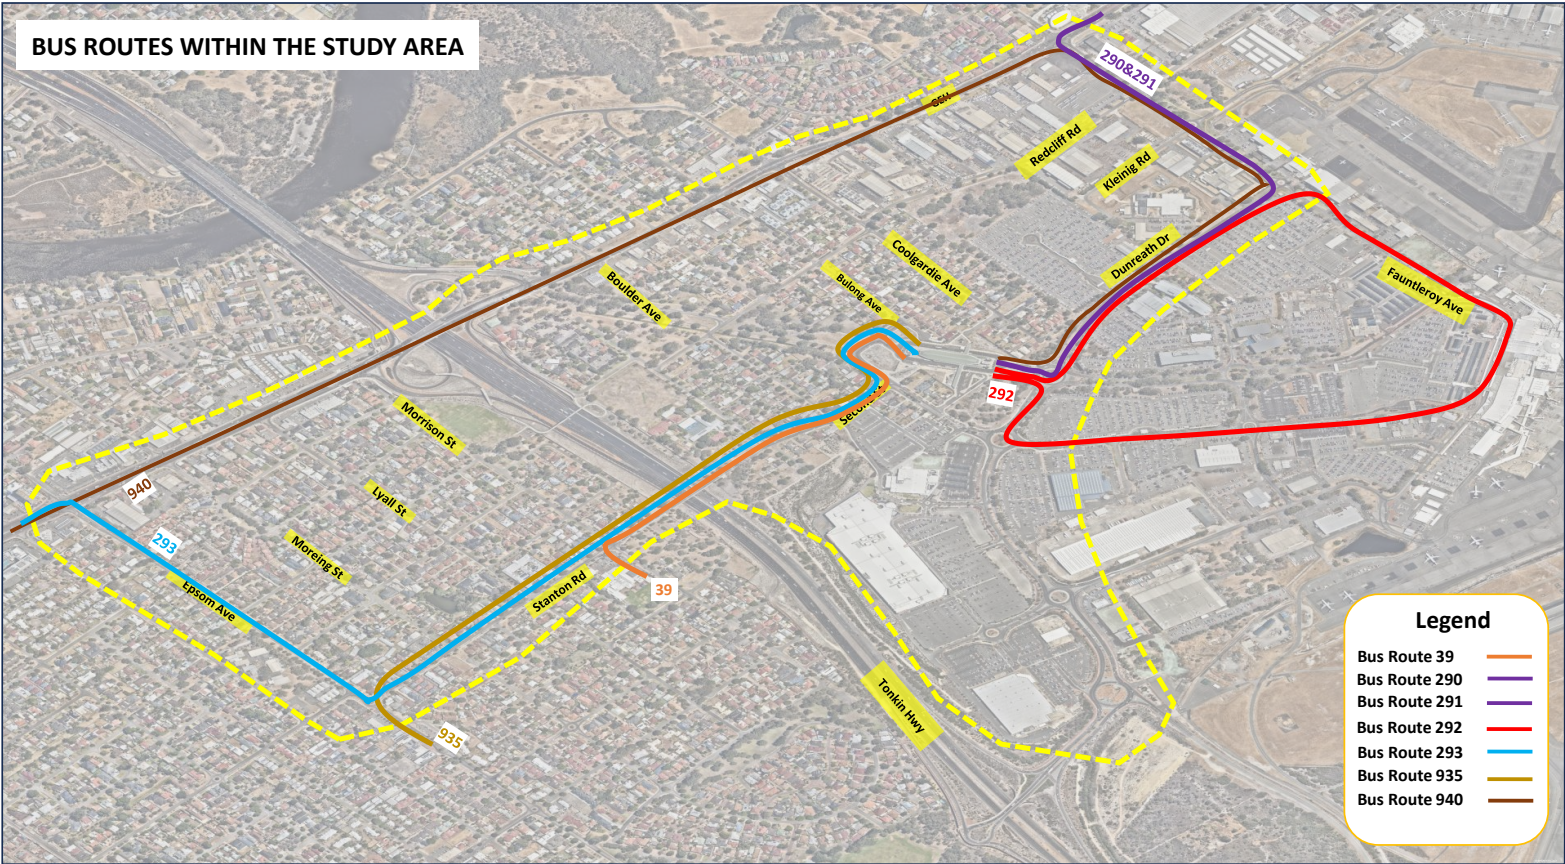 BUS ROUTES WITHIN THE STUDY AREA
290&291
GEH
Redcliff Rd
Kleinig Rd
Dunreath Dr
Coolgardie Ave
Bulong Ave
Boulder Ave
Fauntleroy Ave
292
Morrison St
940
Lyall St
293
Moreing St
Epsom Ave
Stanton Rd
39
935
Tonkin Hwy
Legend
Bus Route 39
Bus Route 290
Bus Route 291
Bus Route 292
Bus Route 293
Bus Route 935
Bus Route 940